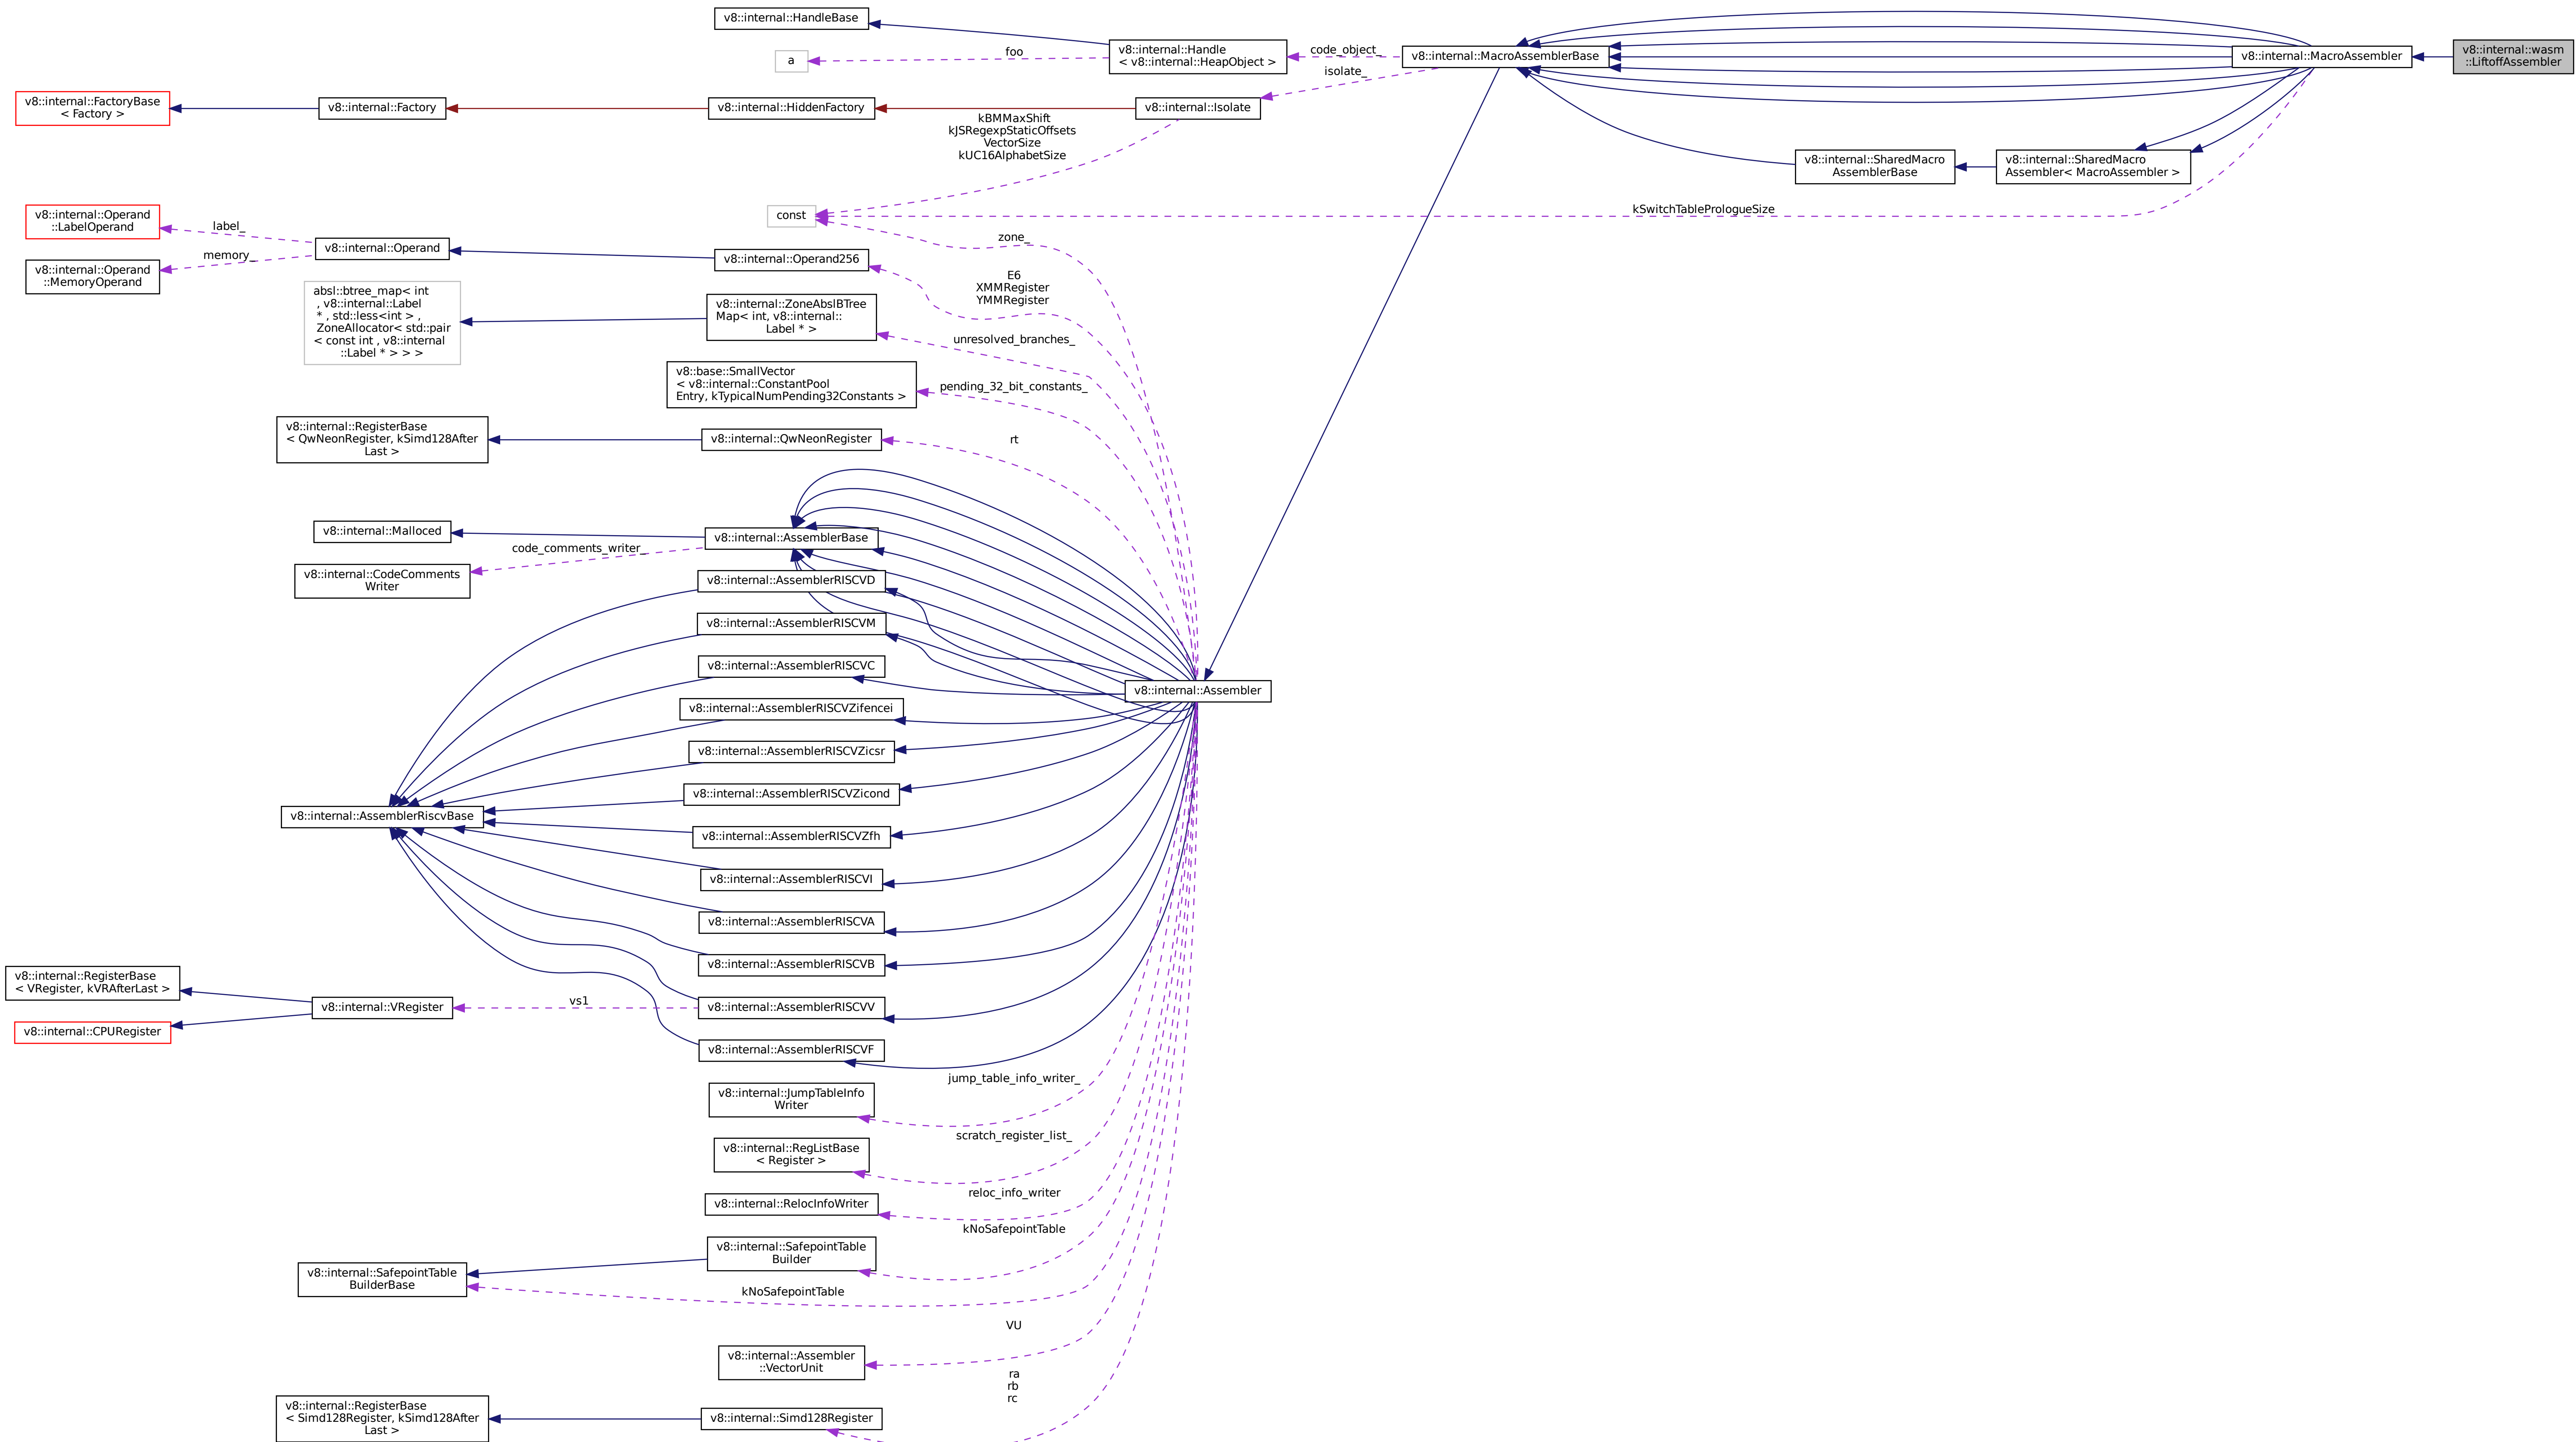 v8::internal::HandleBase
v8::internal::Handle
< v8::internal::HeapObject >
code_object_
v8::internal::MacroAssemblerBase
v8::internal::MacroAssembler
v8::internal::wasm
::LiftoffAssembler
a
foo
isolate_
v8::internal::FactoryBase
< Factory >
v8::internal::Factory
v8::internal::HiddenFactory
v8::internal::Isolate
kBMMaxShift
kJSRegexpStaticOffsets
VectorSize
kUC16AlphabetSize
v8::internal::SharedMacro
AssemblerBase
v8::internal::SharedMacro
Assembler< MacroAssembler >
const
kSwitchTablePrologueSize
v8::internal::Operand
::LabelOperand
label_
v8::internal::Operand
zone_
v8::internal::Operand256
memory_
v8::internal::Operand
::MemoryOperand
E6
XMMRegister
YMMRegister
absl::btree_map< int
, v8::internal::Label
* , std::less<int > ,
ZoneAllocator< std::pair
< const int , v8::internal
::Label * > > >
v8::internal::ZoneAbslBTree
Map< int, v8::internal::
Label * >
unresolved_branches_
v8::base::SmallVector
< v8::internal::ConstantPool
Entry, kTypicalNumPending32Constants >
pending_32_bit_constants_
v8::internal::RegisterBase
< QwNeonRegister, kSimd128After
Last >
v8::internal::QwNeonRegister
rt
v8::internal::Malloced
v8::internal::AssemblerBase
code_comments_writer_
v8::internal::CodeComments
Writer
v8::internal::AssemblerRISCVD
v8::internal::AssemblerRISCVM
v8::internal::AssemblerRISCVC
v8::internal::Assembler
v8::internal::AssemblerRISCVZifencei
v8::internal::AssemblerRISCVZicsr
v8::internal::AssemblerRISCVZicond
v8::internal::AssemblerRiscvBase
v8::internal::AssemblerRISCVZfh
v8::internal::AssemblerRISCVI
v8::internal::AssemblerRISCVA
v8::internal::AssemblerRISCVB
v8::internal::RegisterBase
< VRegister, kVRAfterLast >
v8::internal::VRegister
vs1
v8::internal::AssemblerRISCVV
v8::internal::CPURegister
v8::internal::AssemblerRISCVF
jump_table_info_writer_
v8::internal::JumpTableInfo
Writer
scratch_register_list_
v8::internal::RegListBase
< Register >
reloc_info_writer
v8::internal::RelocInfoWriter
kNoSafepointTable
v8::internal::SafepointTable
Builder
v8::internal::SafepointTable
BuilderBase
kNoSafepointTable
VU
v8::internal::Assembler
::VectorUnit
ra
rb
rc
v8::internal::RegisterBase
< Simd128Register, kSimd128After
Last >
v8::internal::Simd128Register